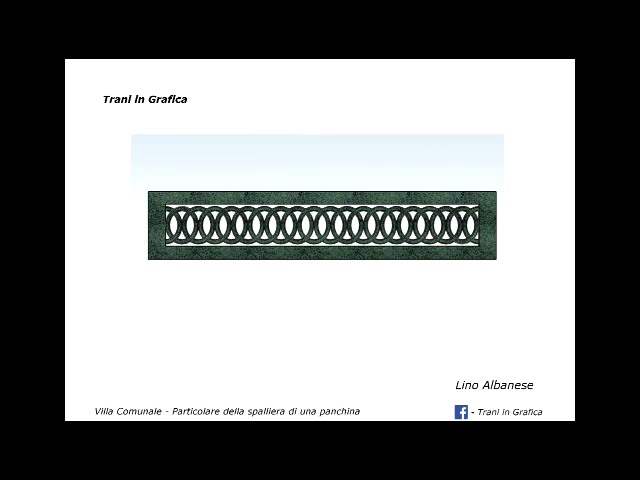 Trani in Grafica
Lino Albanese
Villa Comunale - Particolare della spalliera di una panchina
- Trani in Grafica